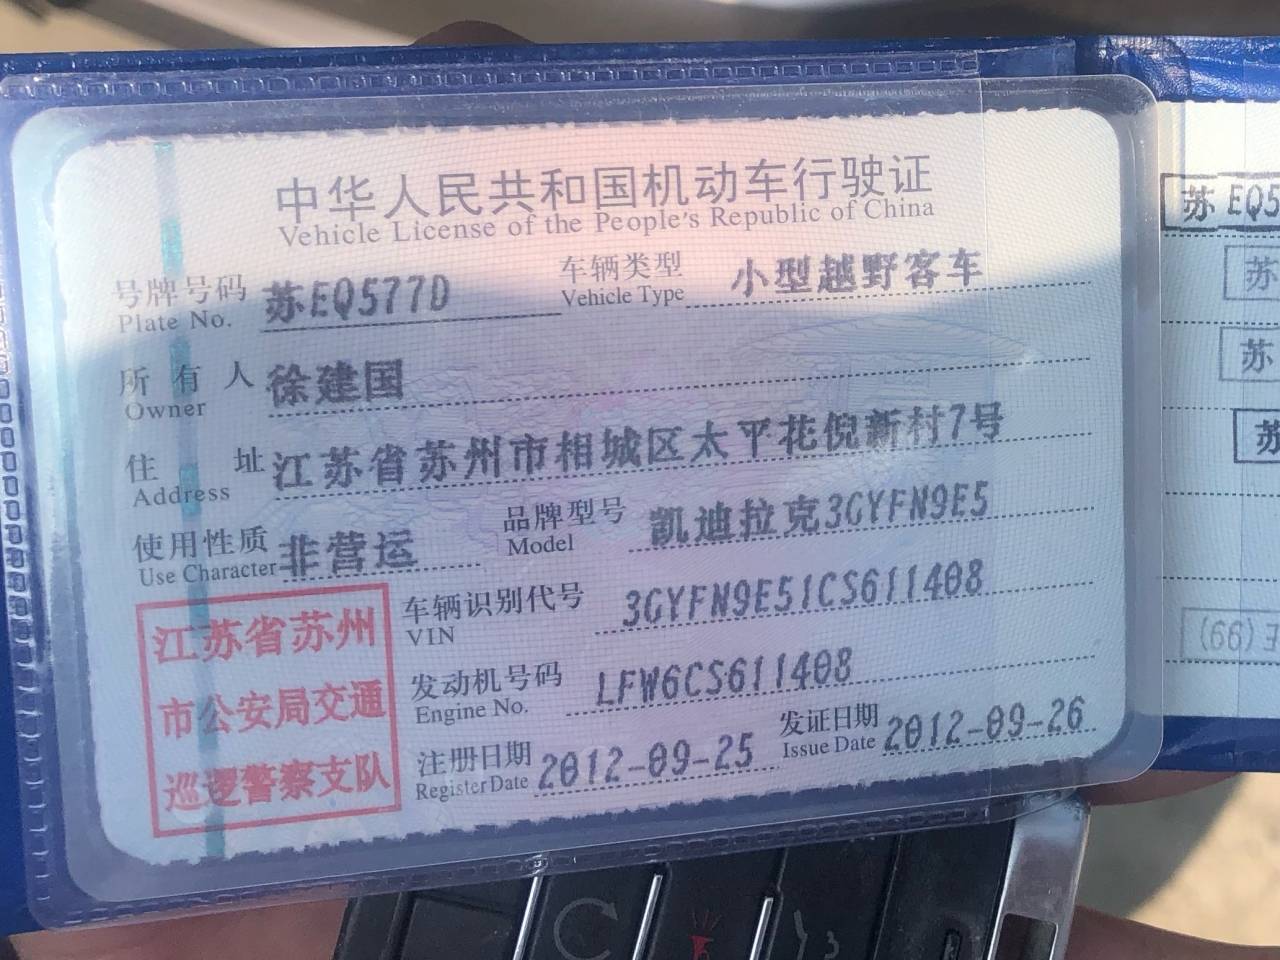 中华人民共和国机动车行驶证
Vehicle License of the People's Republic of China
号牌号码 苏EQ577D 车辆类型 小型越野客车
Plate No. Vehicle Type
所有人 徐建国
Owner
住址 江苏省苏州市相城区太平花倪新村7号
Address
使用性质 非营运 品牌型号 凯迪拉克3GYFN9E5
Use Character Model
车辆识别代号 3GYFN9E51CS611408
VIN
发动机号码 LFW6CS611408
Engine No.
注册日期 2012-09-25 发证日期 2012-09-26
Register Date Issue Date
江苏省苏州
市公安局交通
巡逻警察支队
苏EQ5
苏
苏
苏